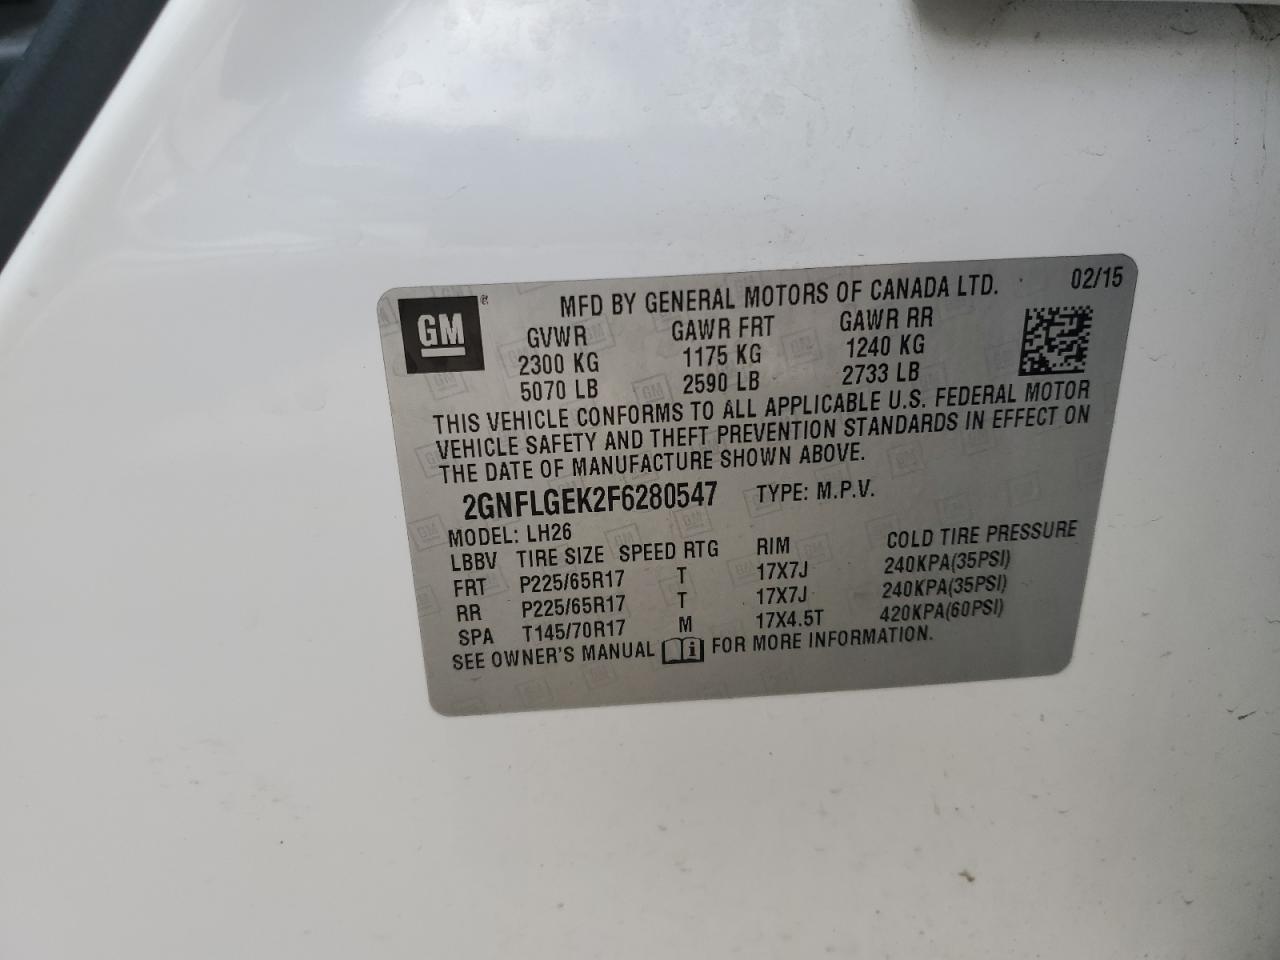 GM® MFD BY GENERAL MOTORS OF CANADA LTD. 02/15
GVWR GAWR FRT GAWR RR
2300 KG 1175 KG 1240 KG
5070 LB 2590 LB 2733 LB
THIS VEHICLE CONFORMS TO ALL APPLICABLE U.S. FEDERAL MOTOR
VEHICLE SAFETY AND THEFT PREVENTION STANDARDS IN EFFECT ON
THE DATE OF MANUFACTURE SHOWN ABOVE.
2GNFLGEK2F6280547 TYPE: M.P.V.
MODEL: LH26
LBBV TIRE SIZE SPEED RTG RIM COLD TIRE PRESSURE
FRT P225/65R17 T 17X7J 240KPA(35PSI)
RR P225/65R17 T 17X7J 240KPA(35PSI)
SPA T145/70R17 M 17X4.5T 420KPA(60PSI)
SEE OWNER'S MANUAL i FOR MORE INFORMATION.